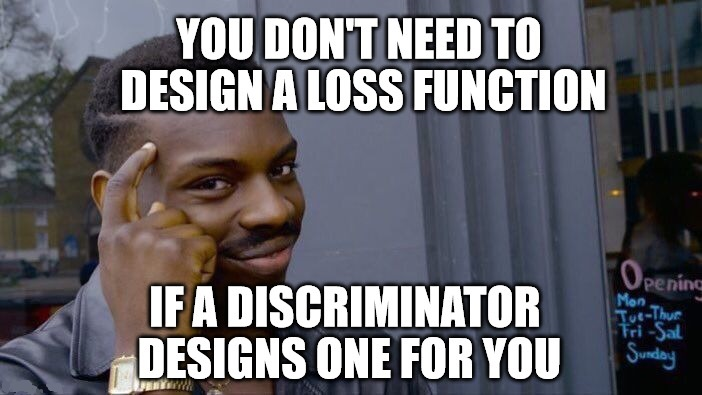 YOU DON'T NEED TO
DESIGN A LOSS FUNCTION
IF A DISCRIMINATOR
DESIGNS ONE FOR YOU
Opening
Mon
Tue-Thur
Fri-Sat
Sunday